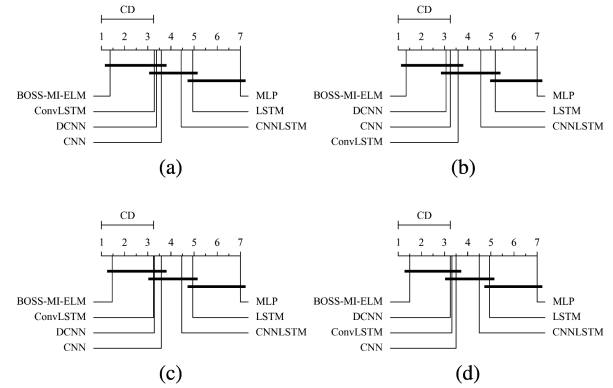 CD
1 2 3 4 5 6 7
BOSS-MI-ELM
ConvLSTM
DCNN
CNN
MLP
LSTM
CNNLSTM
(a)
CD
1 2 3 4 5 6 7
BOSS-MI-ELM
DCNN
CNN
ConvLSTM
MLP
LSTM
CNNLSTM
(b)
CD
1 2 3 4 5 6 7
BOSS-MI-ELM
ConvLSTM
DCNN
CNN
MLP
LSTM
CNNLSTM
(c)
CD
1 2 3 4 5 6 7
BOSS-MI-ELM
DCNN
ConvLSTM
CNN
MLP
LSTM
CNNLSTM
(d)